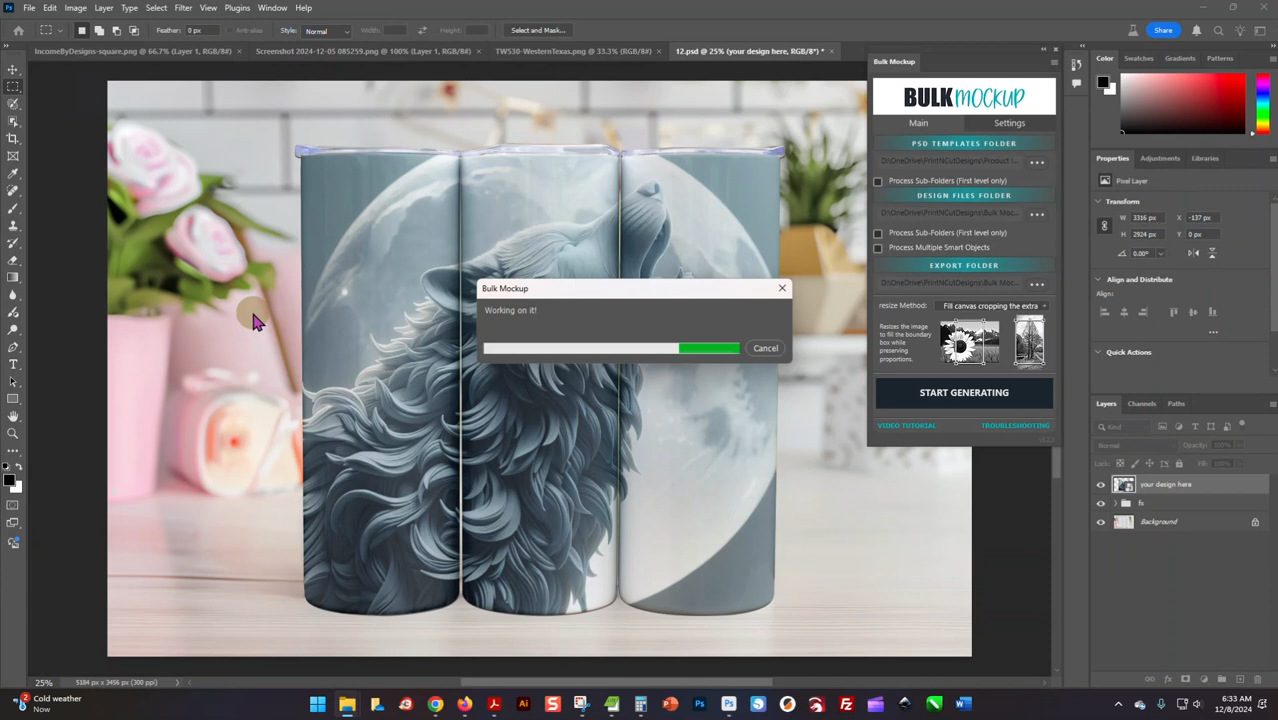 Ps File Edit Image Layer Type Select Filter View Plugins Window Help
Feather: 0 px Anti-alias Style: Normal Width: Height: Select and Mask... Share
IncomeByDesigns-square.png @ 66.7% (Layer 1, RGB/8#) × Screenshot 2024-12-05 085259.png @ 100% (Layer 1, RGB/8#) × TW530-WesternTexas.png @ 33.3% (RGB/8#) × 12.psd @ 25% (your design here, RGB/8*) * ×
Bulk Mockup
BULK mockup
Main Settings
PSD TEMPLATES FOLDER
D:\OneDrive\PrintNCutDesigns\Product I...
Process Sub-Folders (First level only)
DESIGN FILES FOLDER
D:\OneDrive\PrintNCutDesigns\Bulk Moc...
Process Sub-Folders (First level only)
Process Multiple Smart Objects
EXPORT FOLDER
D:\OneDrive\PrintNCutDesigns\Bulk Moc...
resize Method: Fill canvas cropping the extra
Resizes the image
to fill the boundary
box while
preserving
proportions.
START GENERATING
VIDEO TUTORIAL TROUBLESHOOTING
Bulk Mockup
Working on it!
Cancel
Color Swatches Gradients Patterns
Properties Adjustments Libraries
Pixel Layer
Transform
W 3316 px X -137 px
H 2924 px Y 0 px
0.00°
Align and Distribute
Align:
Quick Actions
Layers Channels Paths
Kind
Normal Opacity: 100%
Lock: Fill: 100%
your design here
fx
Background
25% 5184 px x 3456 px (300 ppi)
2
Cold weather
Snow
6:33 AM
12/8/2024